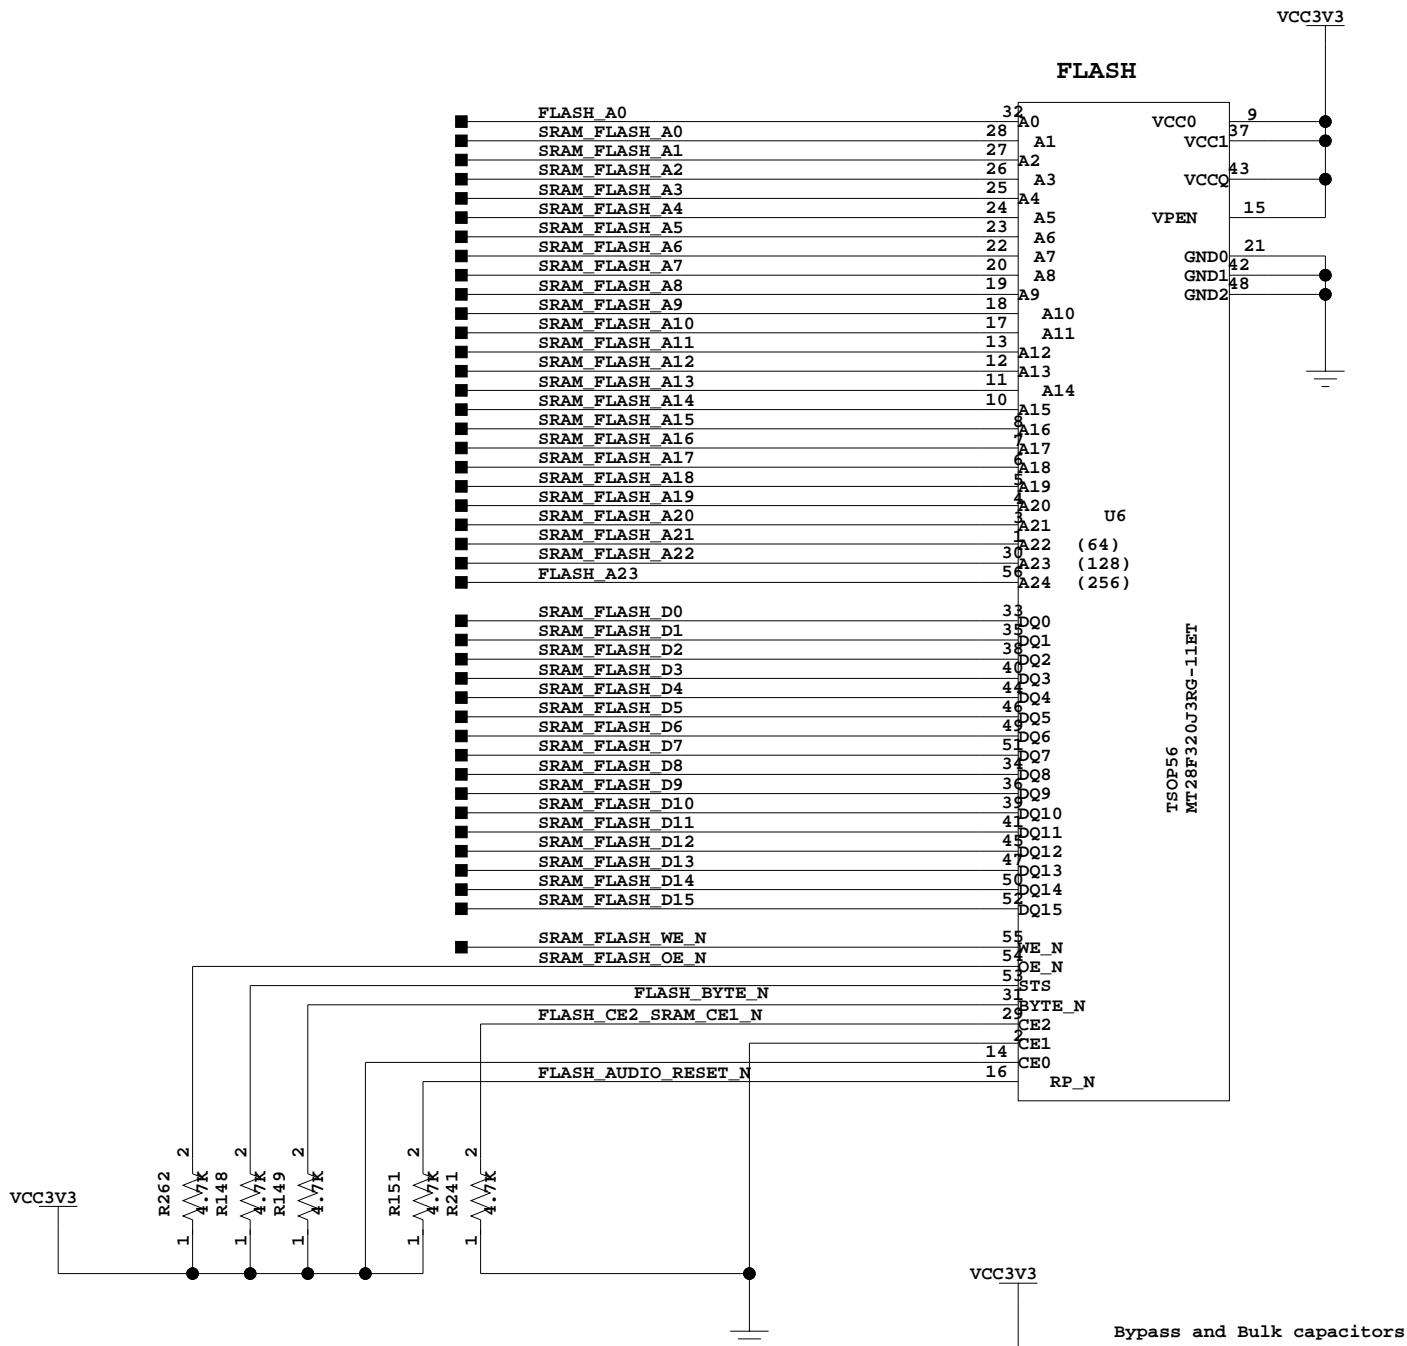 VCC3V3
FLASH
FLASH_A0 32 A0 VCC0 9
SRAM_FLASH_A0 28 A1 VCC1 37
SRAM_FLASH_A1 27 A2
SRAM_FLASH_A2 26 A3 VCCQ 43
SRAM_FLASH_A3 25 A4
SRAM_FLASH_A4 24 A5 VPEN 15
SRAM_FLASH_A5 23 A6
SRAM_FLASH_A6 22 A7 GND0 21
SRAM_FLASH_A7 20 A8 GND1 42
SRAM_FLASH_A8 19 A9 GND2 48
SRAM_FLASH_A9 18 A10
SRAM_FLASH_A10 17 A11
SRAM_FLASH_A11 13 A12
SRAM_FLASH_A12 12 A13
SRAM_FLASH_A13 11 A14
SRAM_FLASH_A14 10 A15
SRAM_FLASH_A15 8 A16
SRAM_FLASH_A16 7 A17
SRAM_FLASH_A17 6 A18
SRAM_FLASH_A18 5 A19
SRAM_FLASH_A19 4 A20
SRAM_FLASH_A20 3 A21 U6
SRAM_FLASH_A21 1 A22 (64)
SRAM_FLASH_A22 30 A23 (128)
FLASH_A23 56 A24 (256)
SRAM_FLASH_D0 33 DQ0
SRAM_FLASH_D1 35 DQ1
SRAM_FLASH_D2 38 DQ2
SRAM_FLASH_D3 40 DQ3
SRAM_FLASH_D4 44 DQ4
SRAM_FLASH_D5 46 DQ5
SRAM_FLASH_D6 49 DQ6
SRAM_FLASH_D7 51 DQ7
SRAM_FLASH_D8 34 DQ8
SRAM_FLASH_D9 36 DQ9
SRAM_FLASH_D10 39 DQ10
SRAM_FLASH_D11 41 DQ11
SRAM_FLASH_D12 45 DQ12
SRAM_FLASH_D13 47 DQ13
SRAM_FLASH_D14 50 DQ14
SRAM_FLASH_D15 52 DQ15
TSOP56
MT28F320J3RG-11ET
SRAM_FLASH_WE_N 55 WE_N
SRAM_FLASH_OE_N 54 OE_N
53 STS
FLASH_BYTE_N 31 BYTE_N
FLASH_CE2_SRAM_CE1_N 29 CE2
2 CE1
14 CE0
FLASH_AUDIO_RESET_N 16 RP_N
2 2 2 2 2
R262 4.7K R148 4.7K R149 4.7K R151 4.7K R241 4.7K
VCC3V3
1 1 1 1 1
VCC3V3
Bypass and Bulk capacitors